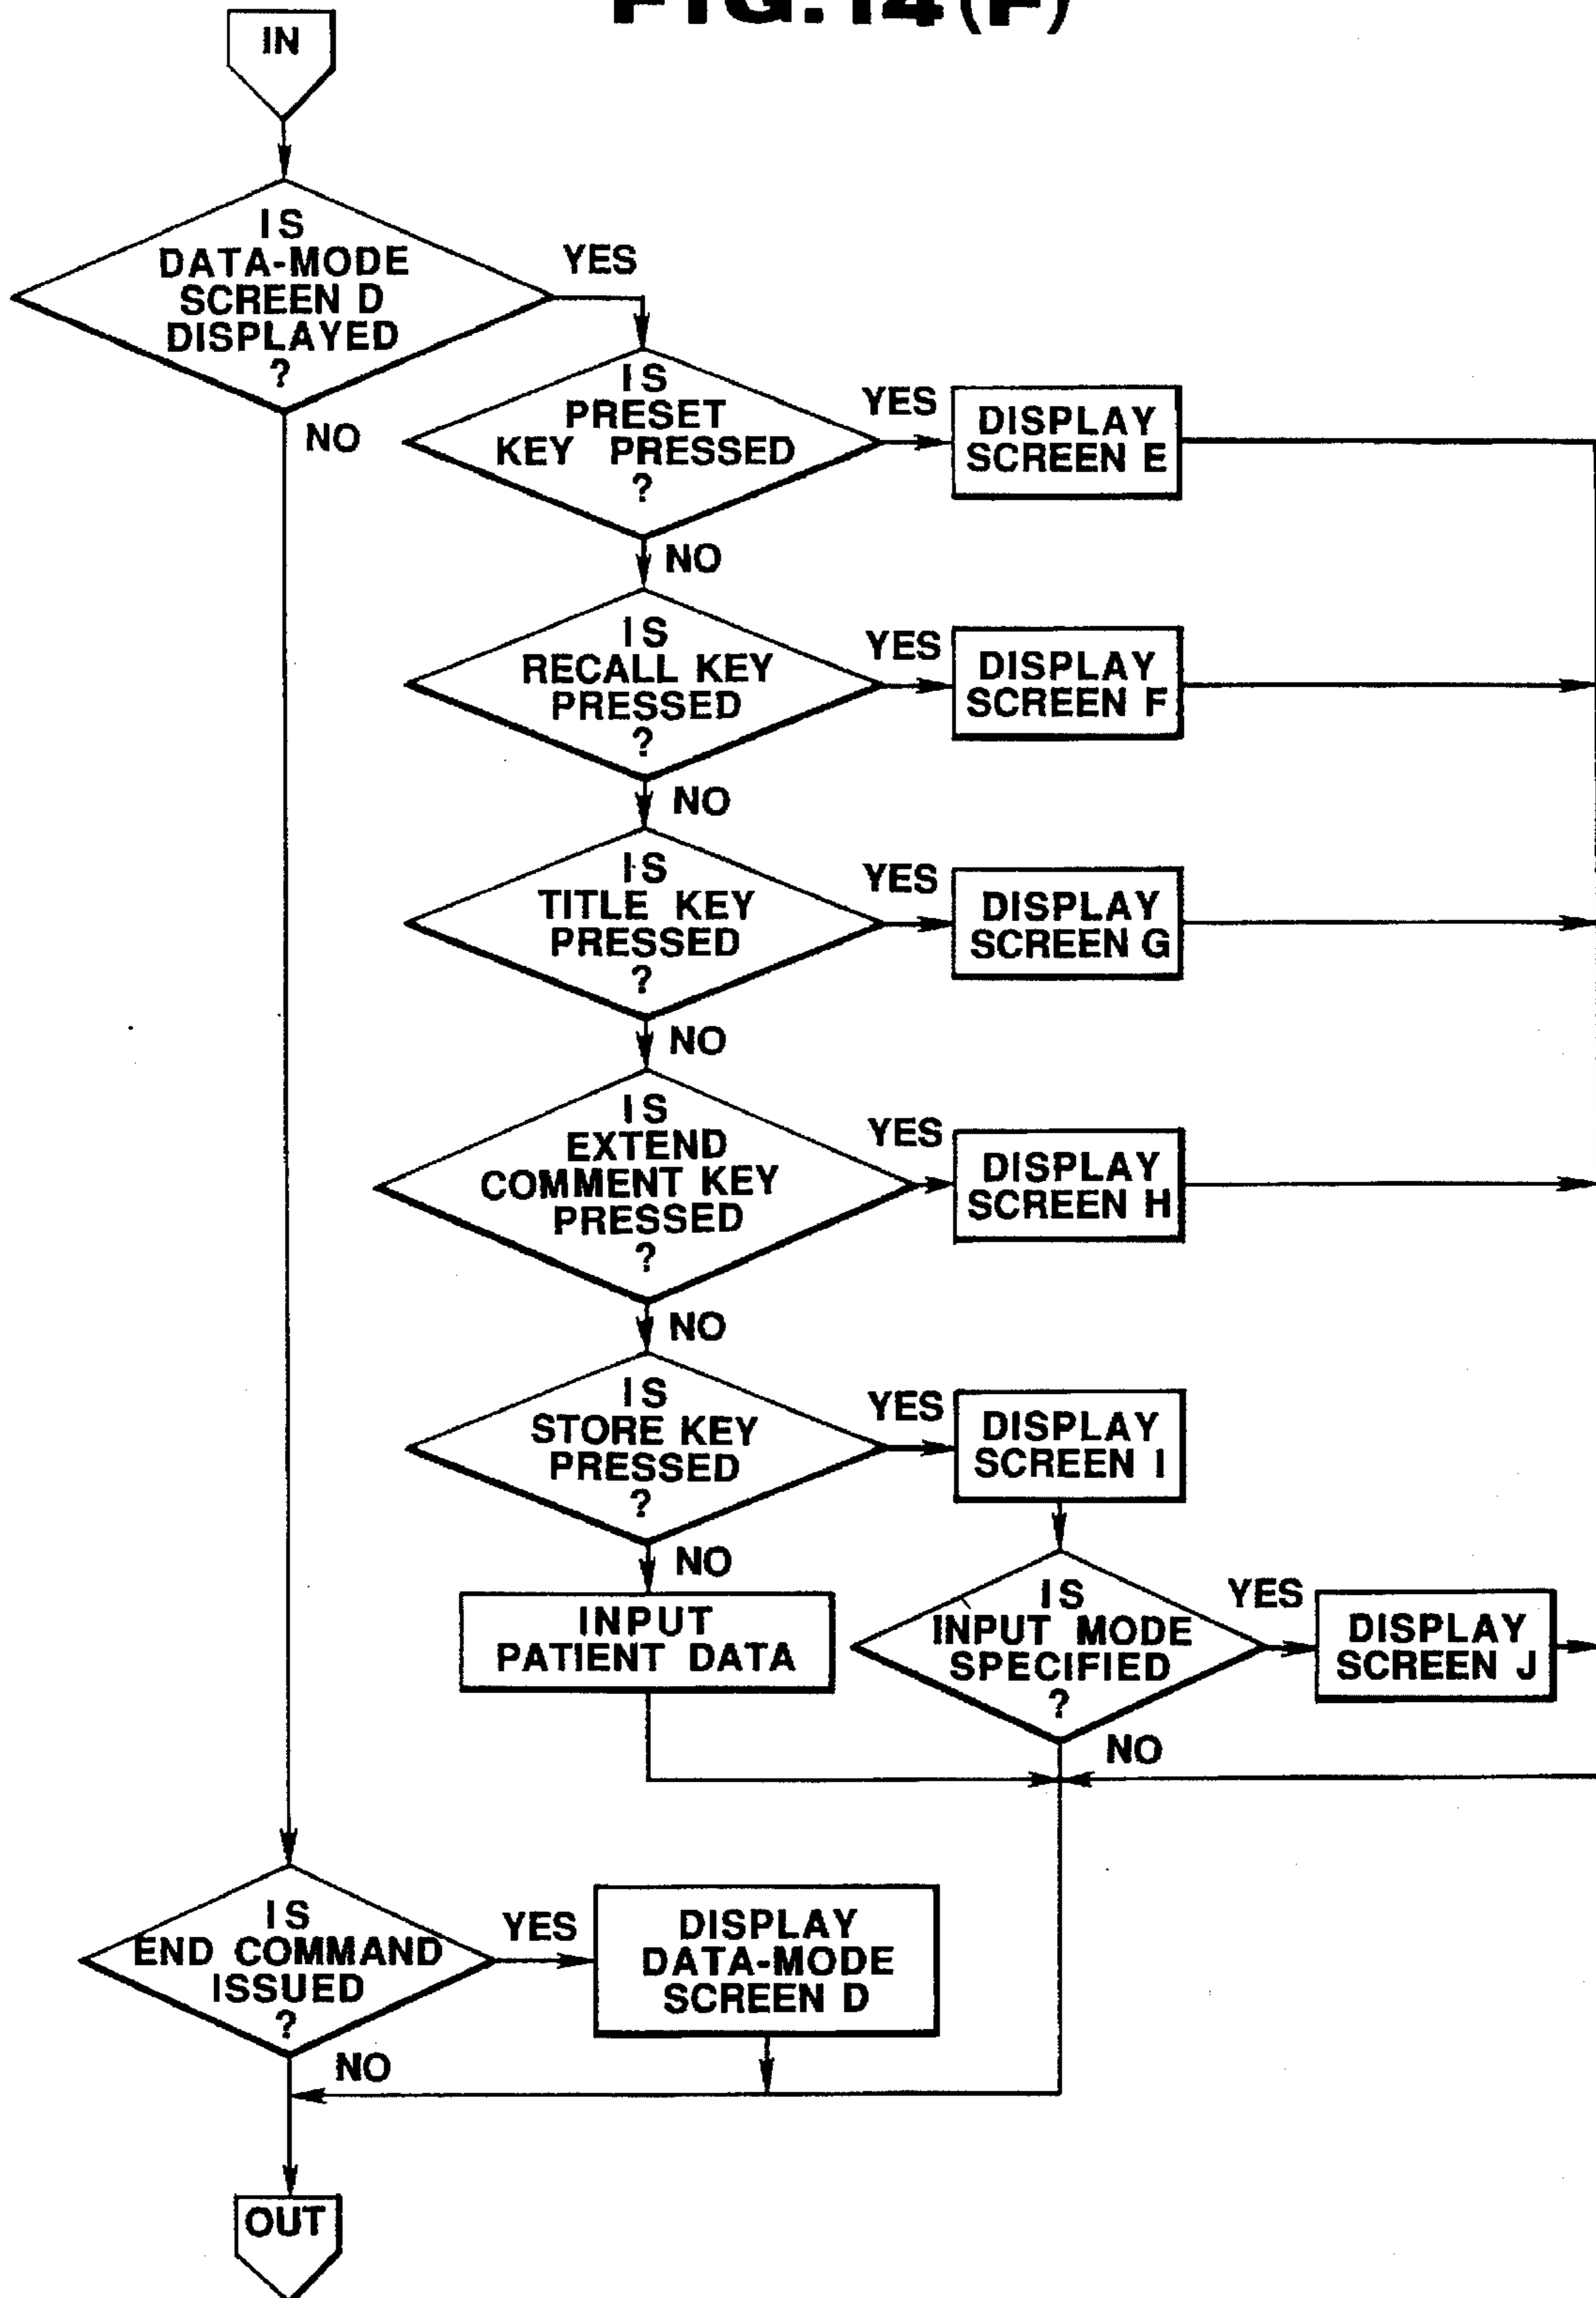 FIG. 14 (F)
IN
IS
DATA-MODE
SCREEN D
DISPLAYED
?
YES
NO
IS
PRESET
KEY PRESSED
?
YES
DISPLAY
SCREEN E
NO
IS
RECALL KEY
PRESSED
?
YES
DISPLAY
SCREEN F
NO
IS
TITLE KEY
PRESSED
?
YES
DISPLAY
SCREEN G
NO
IS
EXTEND
COMMENT KEY
PRESSED
?
YES
DISPLAY
SCREEN H
NO
IS
STORE KEY
PRESSED
?
YES
DISPLAY
SCREEN I
NO
INPUT
PATIENT DATA
IS
INPUT MODE
SPECIFIED
?
YES
DISPLAY
SCREEN J
NO
IS
END COMMAND
ISSUED
?
YES
DISPLAY
DATA-MODE
SCREEN D
NO
OUT